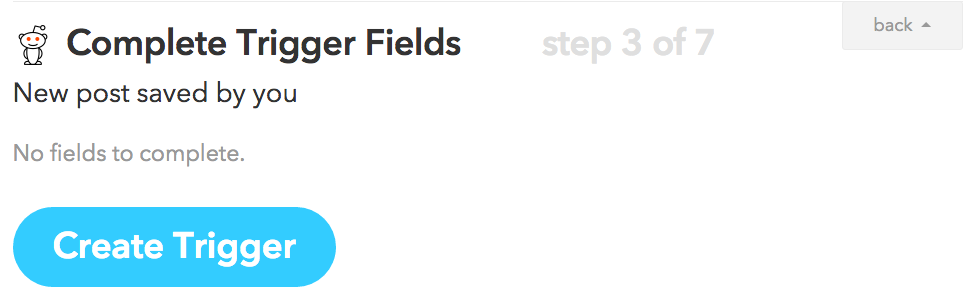 Complete Trigger Fields
step 3 of 7
back
New post saved by you
No fields to complete.
Create Trigger